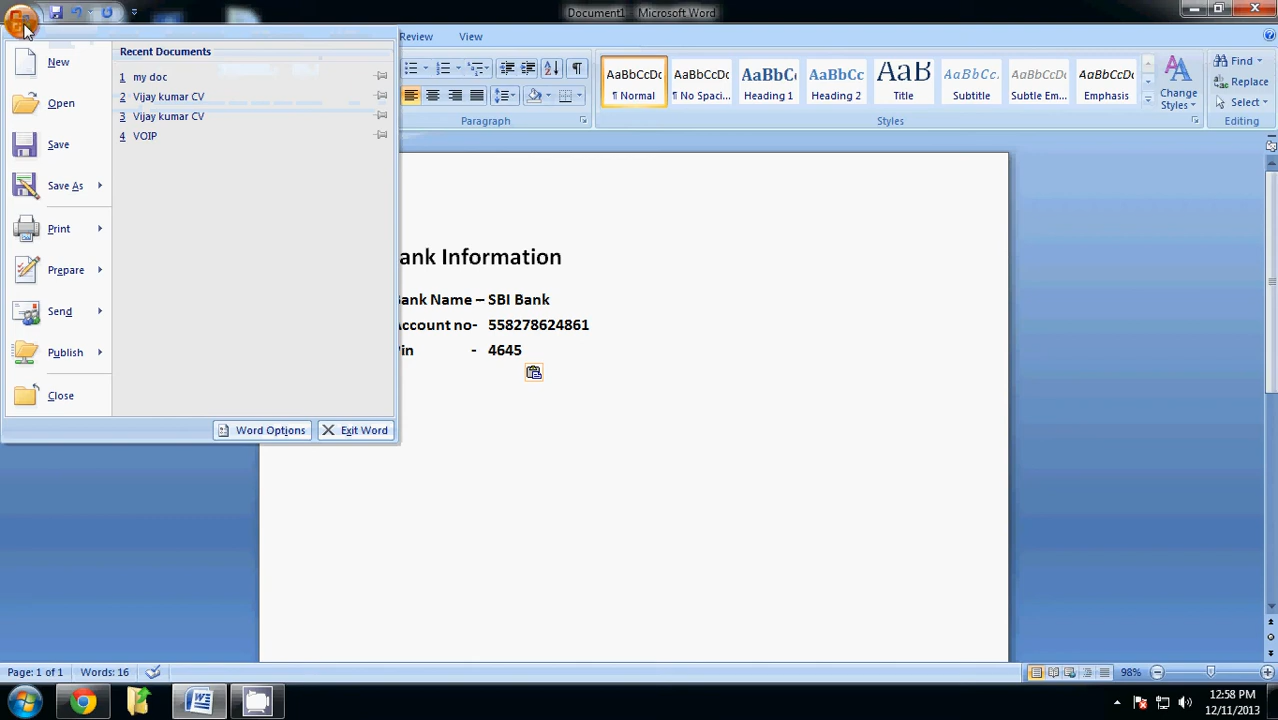 Document1 - Microsoft Word
Review View
New
Open
Save
Save As
Print
Prepare
Send
Publish
Close
Recent Documents
1 my doc
2 Vijay kumar CV
3 Vijay kumar CV
4 VOIP
Word Options
Exit Word
Paragraph
AaBbCcDc
¶ Normal
AaBbCcDc
¶ No Spaci...
AaBbCc
Heading 1
AaBbCc
Heading 2
AaB
Title
AaBbCc.
Subtitle
AaBbCcDc
Subtle Em...
AaBbCcDc
Emphasis
Change
Styles
Styles
Find
Replace
Select
Editing
ank Information
ank Name – SBI Bank
ccount no- 558278624861
in - 4645
Page: 1 of 1 Words: 16
98%
12:58 PM
12/11/2013